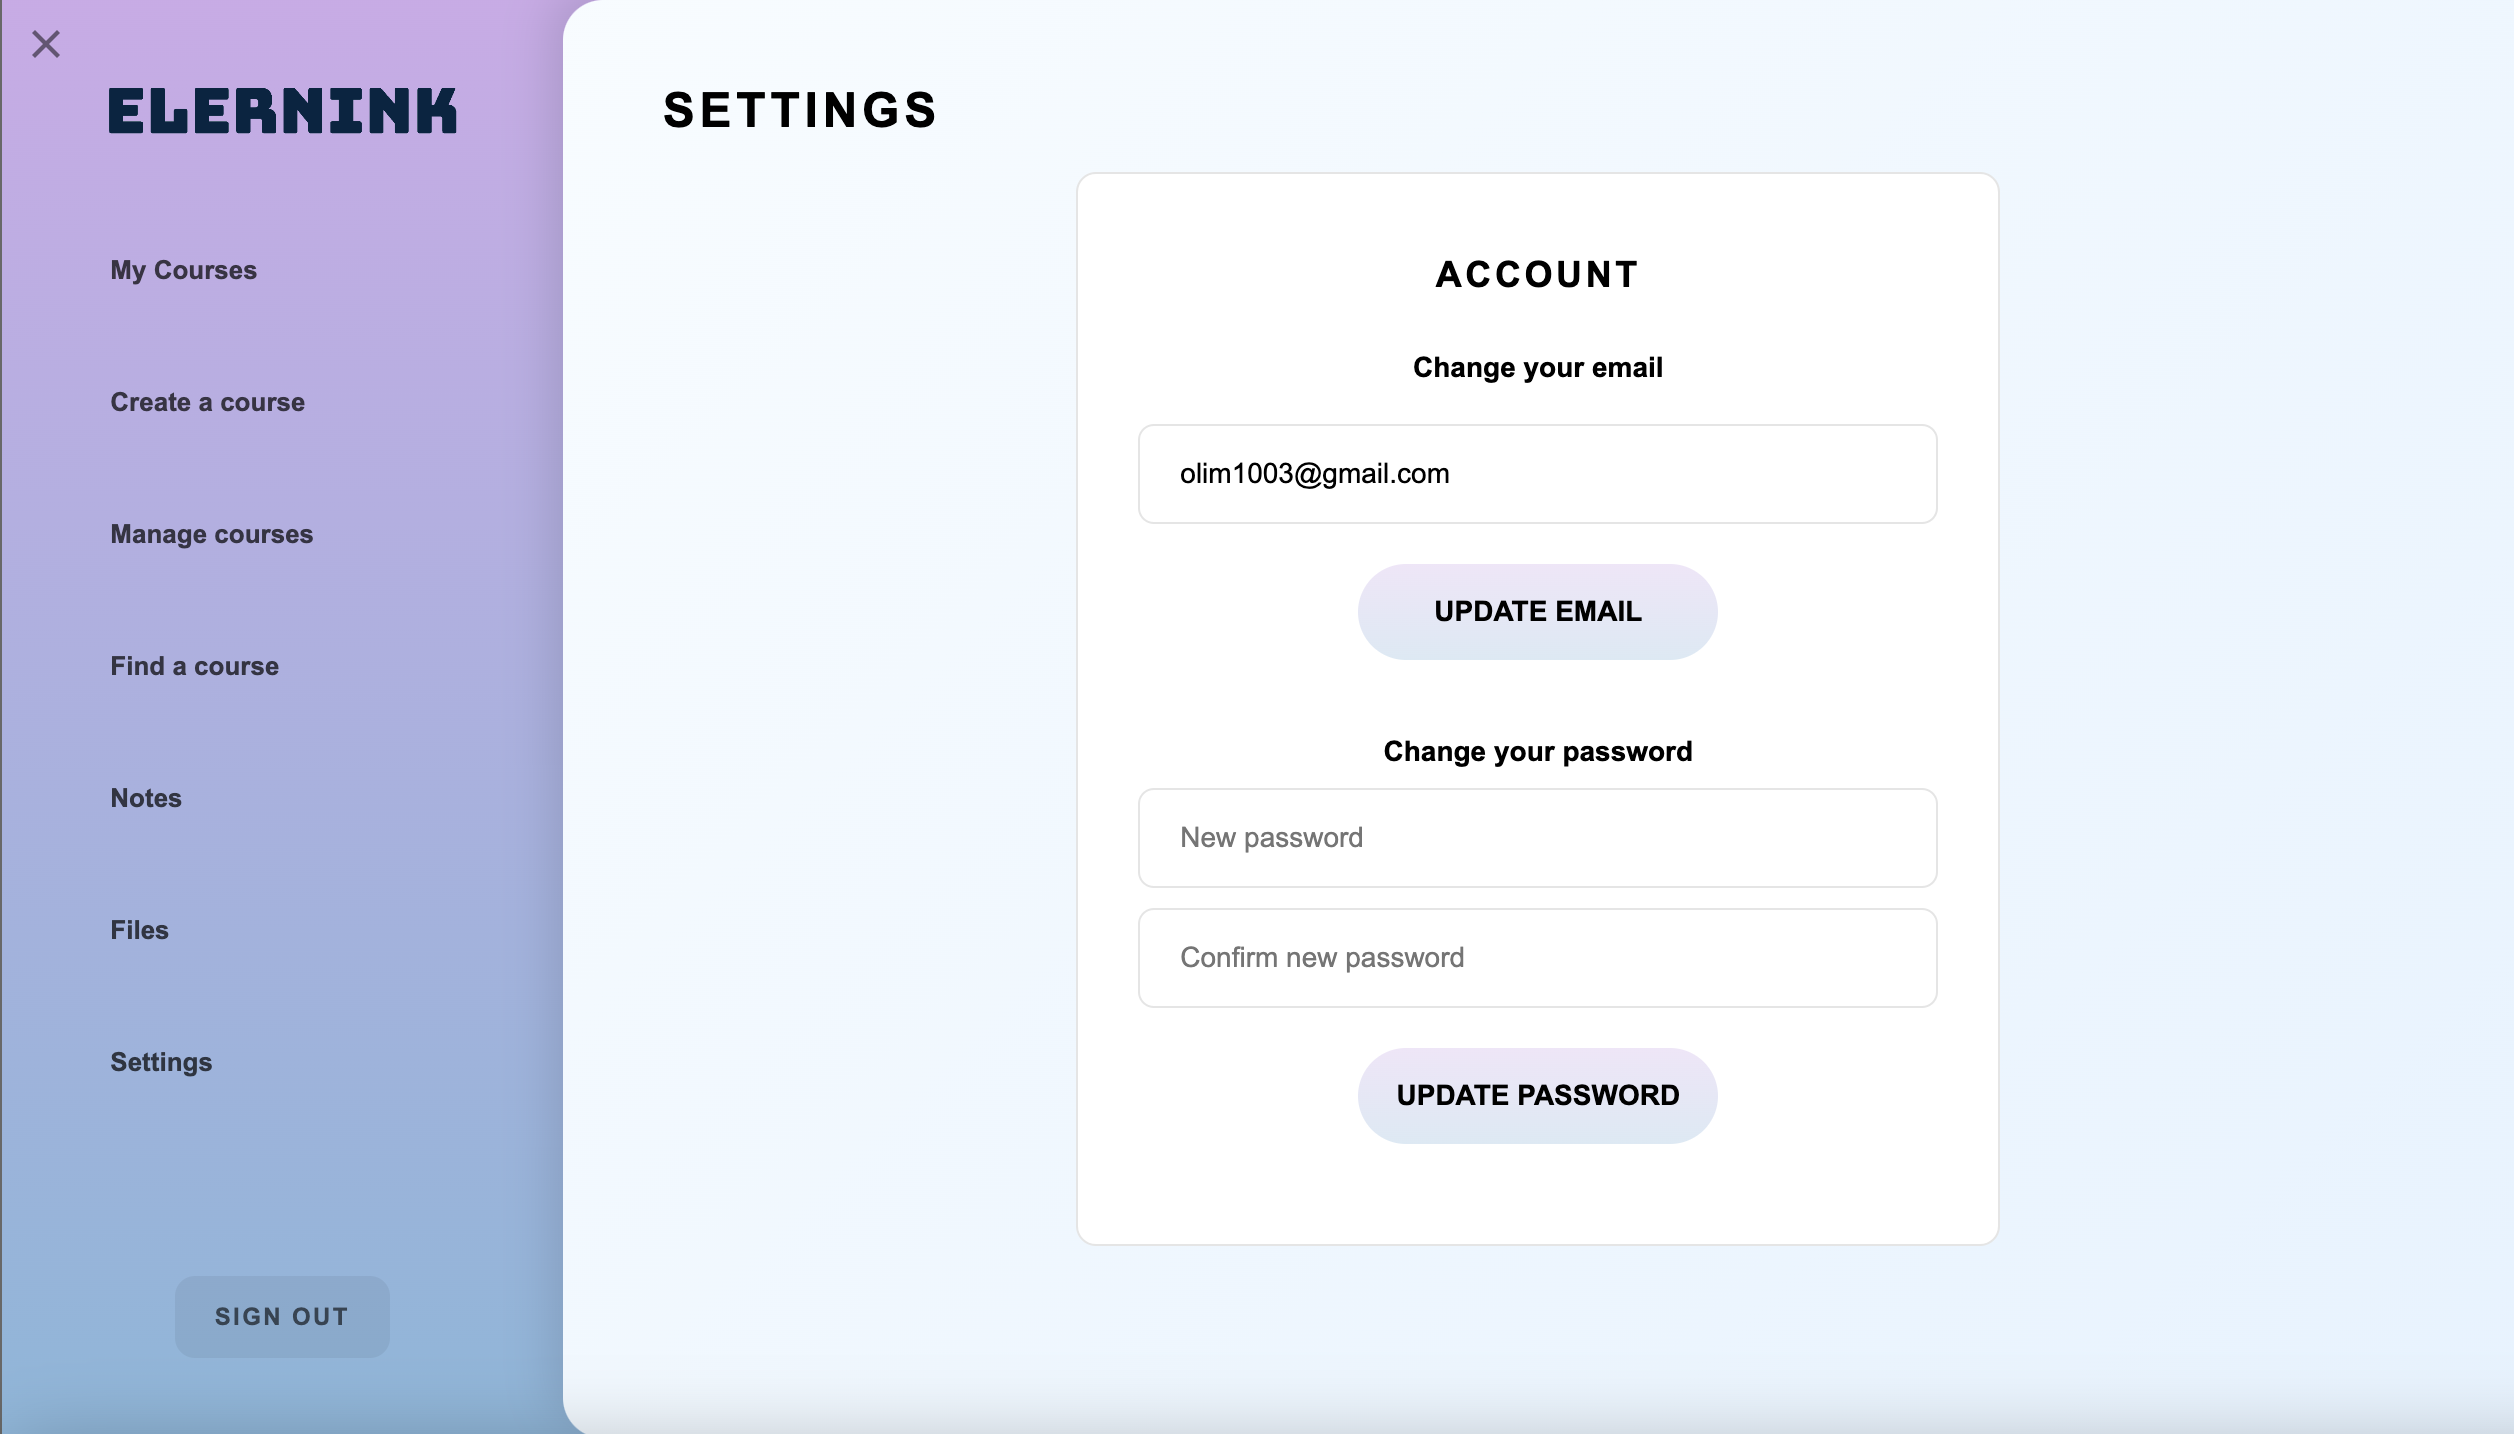 ELERNINK
My Courses
Create a course
Manage courses
Find a course
Notes
Files
Settings
SIGN OUT
SETTINGS
ACCOUNT
Change your email
olim1003@gmail.com
UPDATE EMAIL
Change your password
New password
Confirm new password
UPDATE PASSWORD